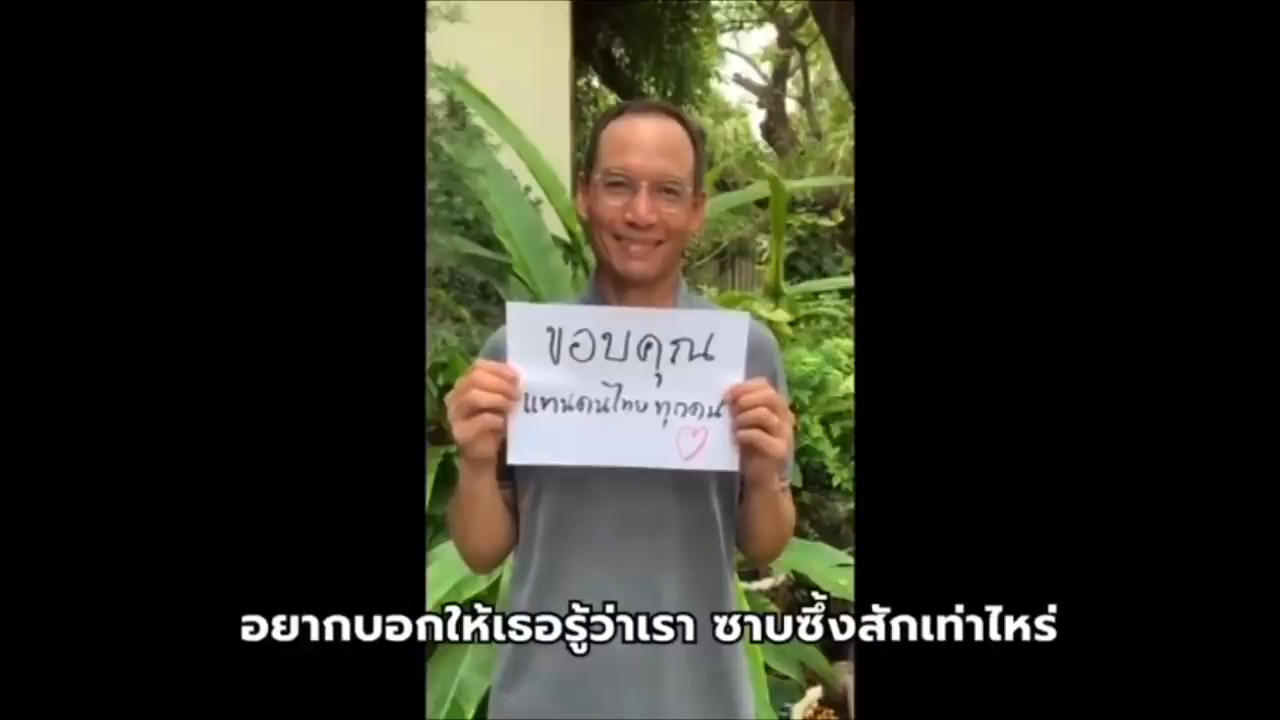 ขอบคุณ
แทนคนไทยทุกคน
อยากบอกให้เธอรู้ว่าเรา ซาบซึ้งสักเท่าไหร่